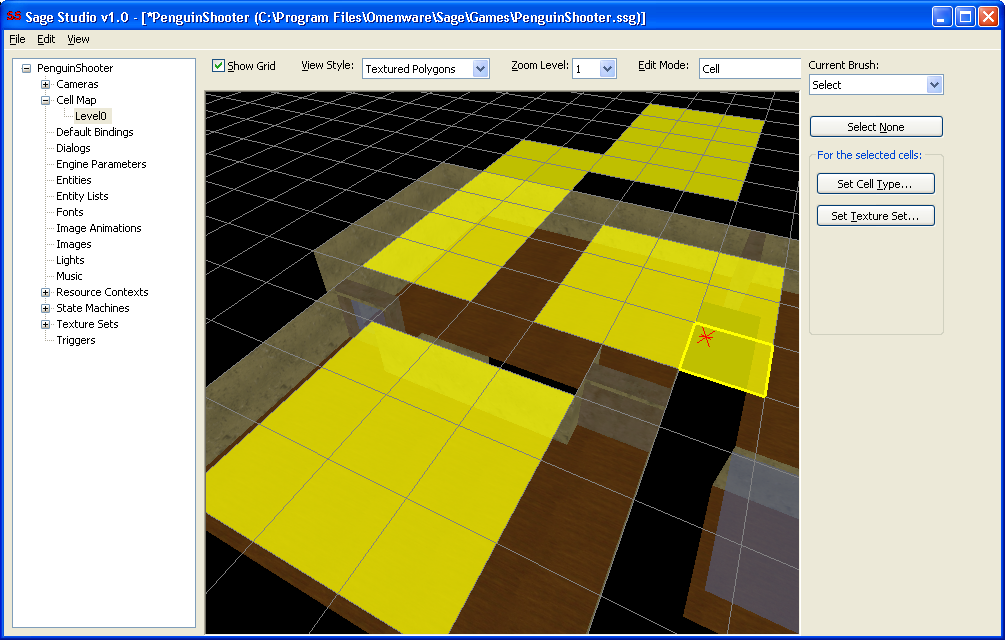 SS Sage Studio v1.0 - [*PenguinShooter (C:\Program Files\Omenware\Sage\Games\PenguinShooter.ssg)]
File Edit View
PenguinShooter
Cameras
Cell Map
Level0
Default Bindings
Dialogs
Engine Parameters
Entities
Entity Lists
Fonts
Image Animations
Images
Lights
Music
Resource Contexts
State Machines
Texture Sets
Triggers
Show Grid View Style: Textured Polygons Zoom Level: 1 Edit Mode: Cell
Current Brush:
Select
Select None
For the selected cells:
Set Cell Type...
Set Texture Set...